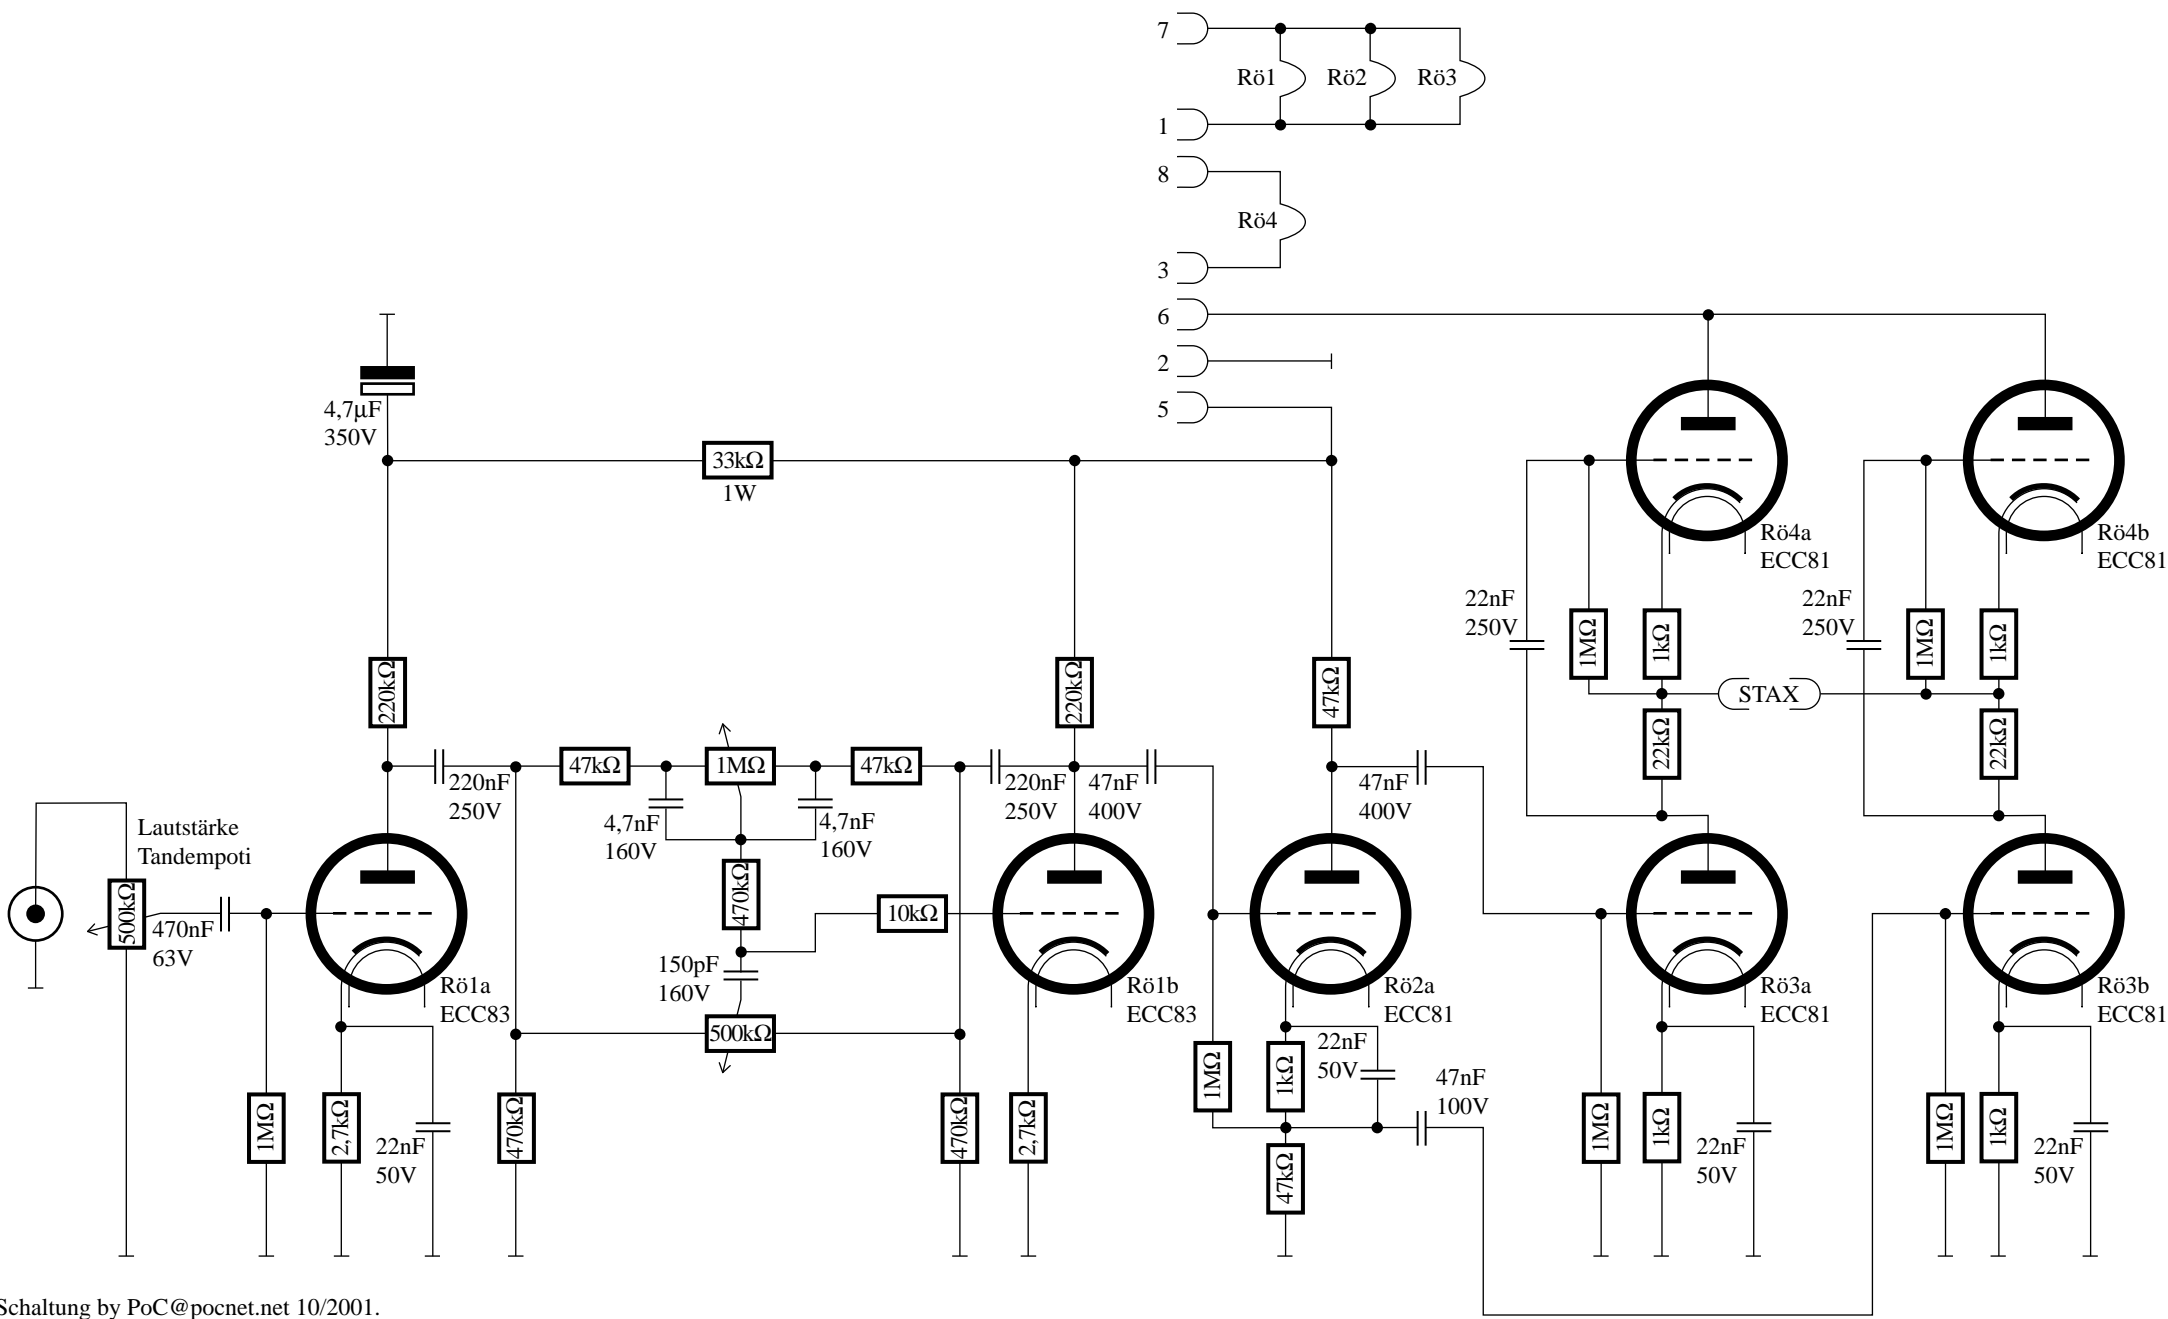 7
Rö1
Rö2
Rö3
1
8
Rö4
3
6
2
5
4,7µF
350V
33kΩ
1W
Rö4a
ECC81
Rö4b
ECC81
22nF
250V
1MΩ
1kΩ
22nF
250V
1MΩ
1kΩ
STAX
220kΩ
220kΩ
47kΩ
22kΩ
22kΩ
47kΩ
1MΩ
47kΩ
220nF
250V
220nF
250V
47nF
400V
47nF
400V
4,7nF
160V
4,7nF
160V
Lautstärke
Tandempoti
500kΩ
470nF
63V
470kΩ
10kΩ
150pF
160V
500kΩ
Rö1a
ECC83
Rö1b
ECC83
Rö2a
ECC81
Rö3a
ECC81
Rö3b
ECC81
1MΩ
1kΩ
22nF
50V
47nF
100V
1MΩ
2,7kΩ
22nF
50V
470kΩ
470kΩ
2,7kΩ
47kΩ
1MΩ
1kΩ
22nF
50V
1MΩ
1kΩ
22nF
50V
Schaltung by PoC@pocnet.net 10/2001.